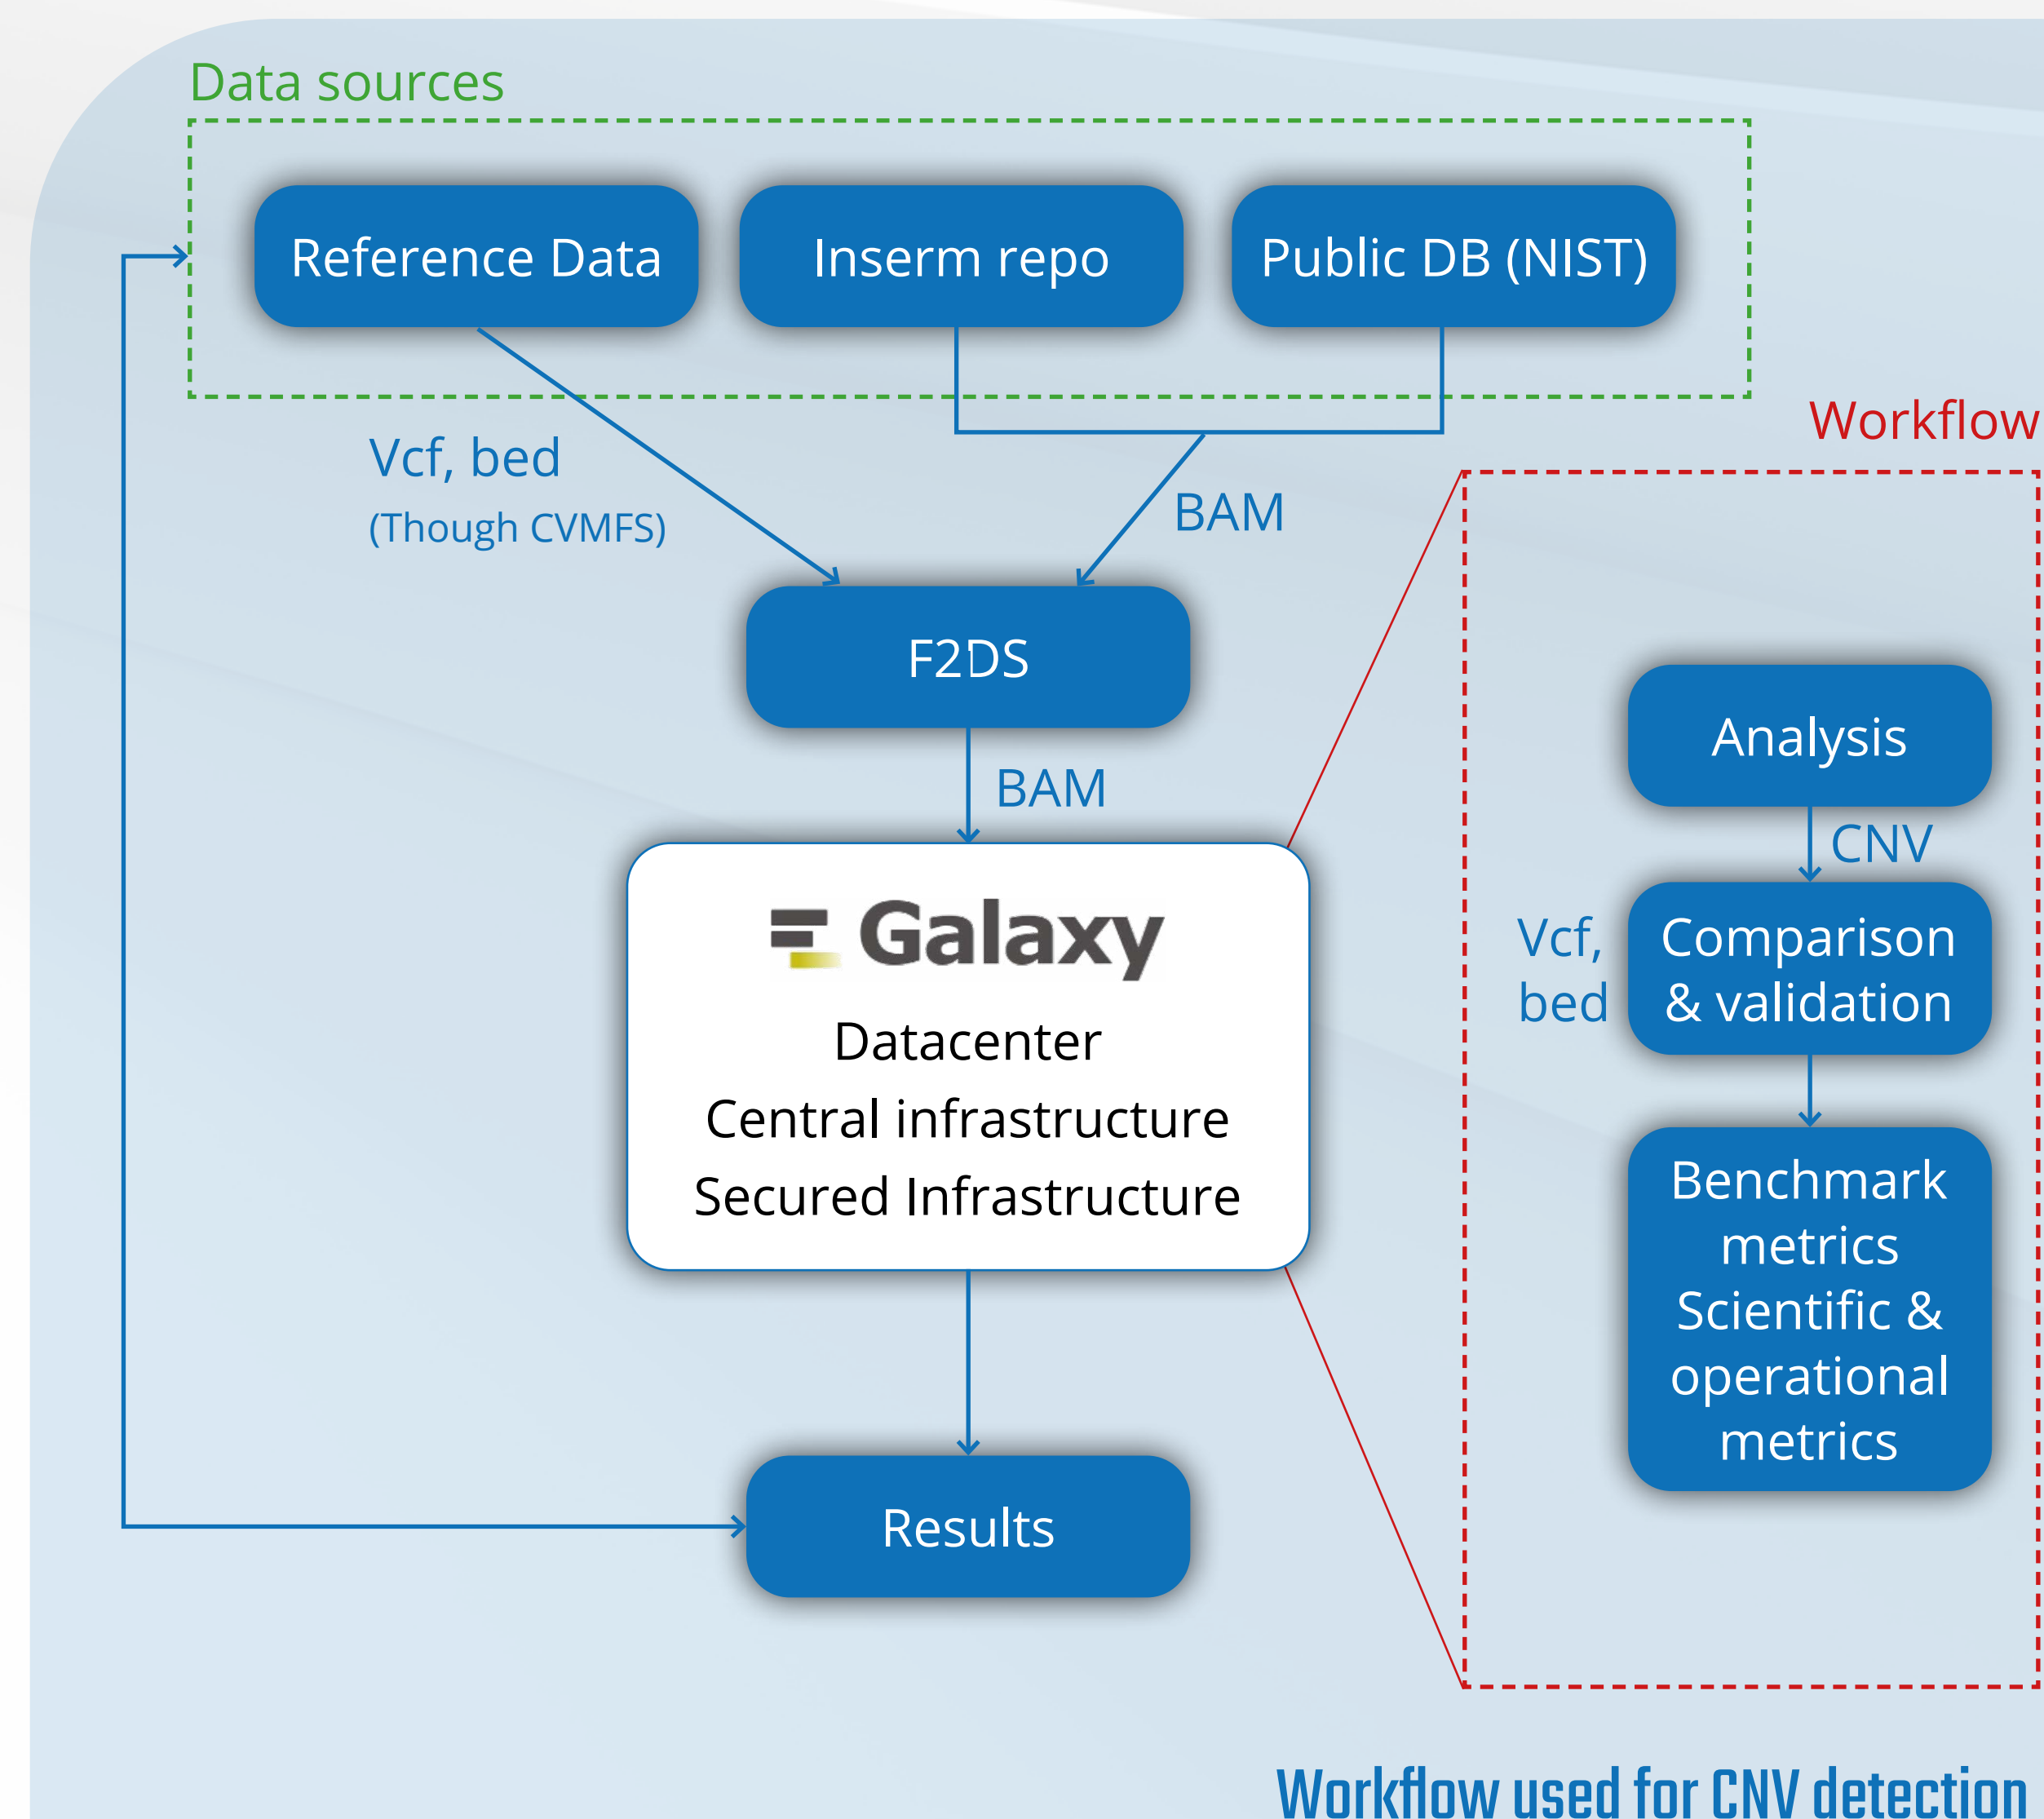 Data sources
Reference Data
Inserm repo
Public DB (NIST)
Workflow
Vcf, bed
(Though CVMFS)
BAM
F2DS
BAM
Galaxy
Datacenter
Central infrastructure
Secured Infrastructure
Results
Analysis
CNV
Vcf,
bed
Comparison
& validation
Benchmark
metrics
Scientific &
operational
metrics
Workflow used for CNV detection